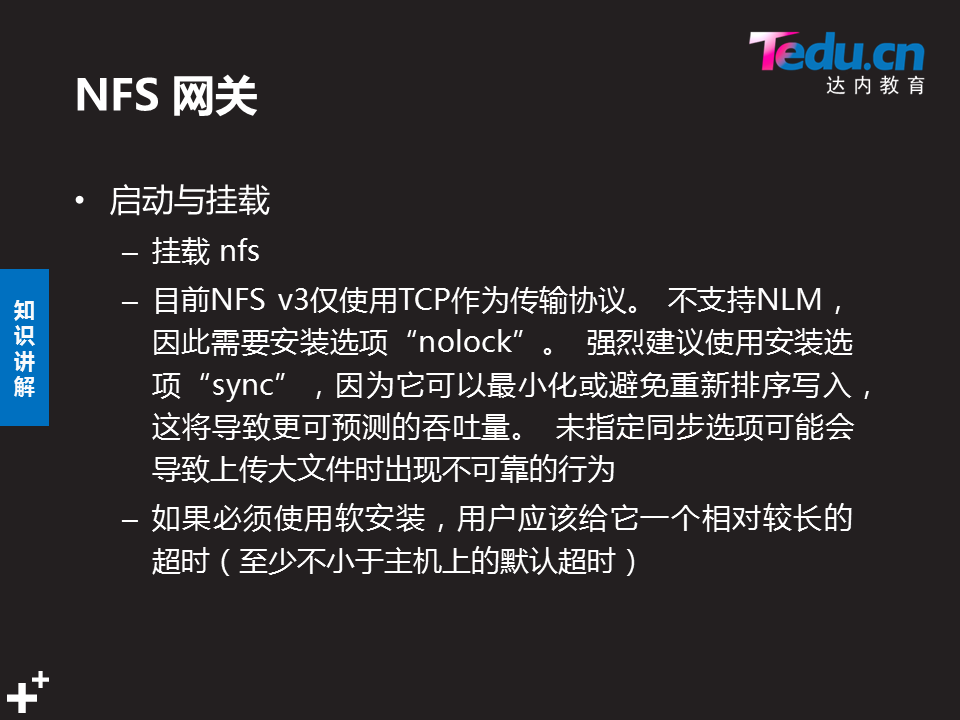 Tedu.cn
达内教育
NFS 网关
• 启动与挂载
– 挂载 nfs
– 目前NFS v3仅使用TCP作为传输协议。 不支持NLM，
因此需要安装选项“nolock”。 强烈建议使用安装选
项“sync”，因为它可以最小化或避免重新排序写入，
这将导致更可预测的吞吐量。 未指定同步选项可能会
导致上传大文件时出现不可靠的行为
– 如果必须使用软安装，用户应该给它一个相对较长的
超时（至少不小于主机上的默认超时）
知
识
讲
解